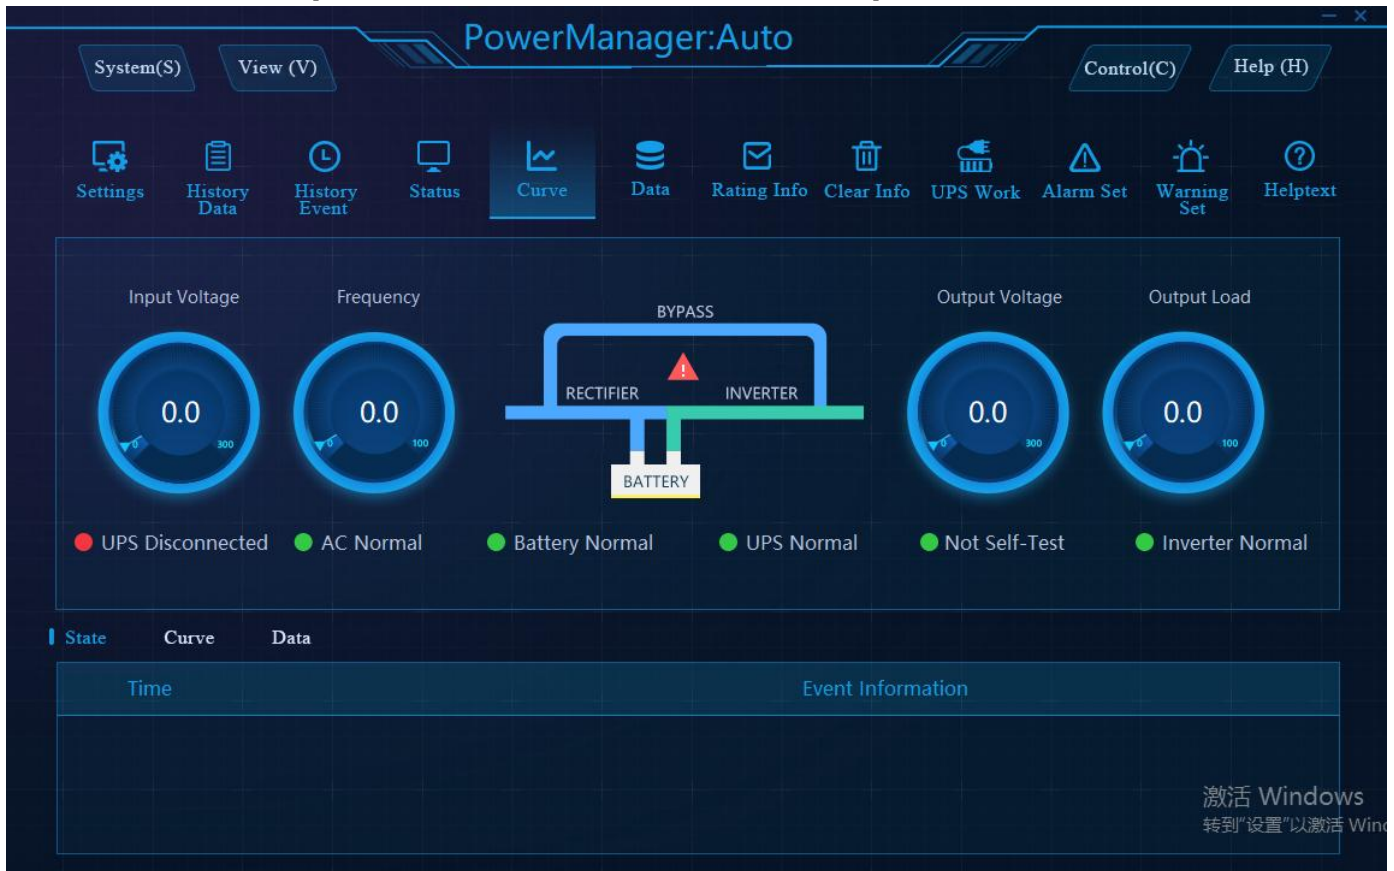 PowerManager:Auto
System(S)
View (V)
Control(C)
Help (H)
Settings
History
Data
History
Event
Status
Curve
Data
Rating Info
Clear Info
UPS Work
Alarm Set
Warning
Set
Helptext
Input Voltage
Frequency
BYPASS
Output Voltage
Output Load
RECTIFIER
INVERTER
0.0
0
300
0.0
0
100
0.0
0
300
0.0
0
100
BATTERY
UPS Disconnected
AC Normal
Battery Normal
UPS Normal
Not Self-Test
Inverter Normal
State
Curve
Data
Time
Event Information
激活 Windows
转到"设置"以激活 Wind